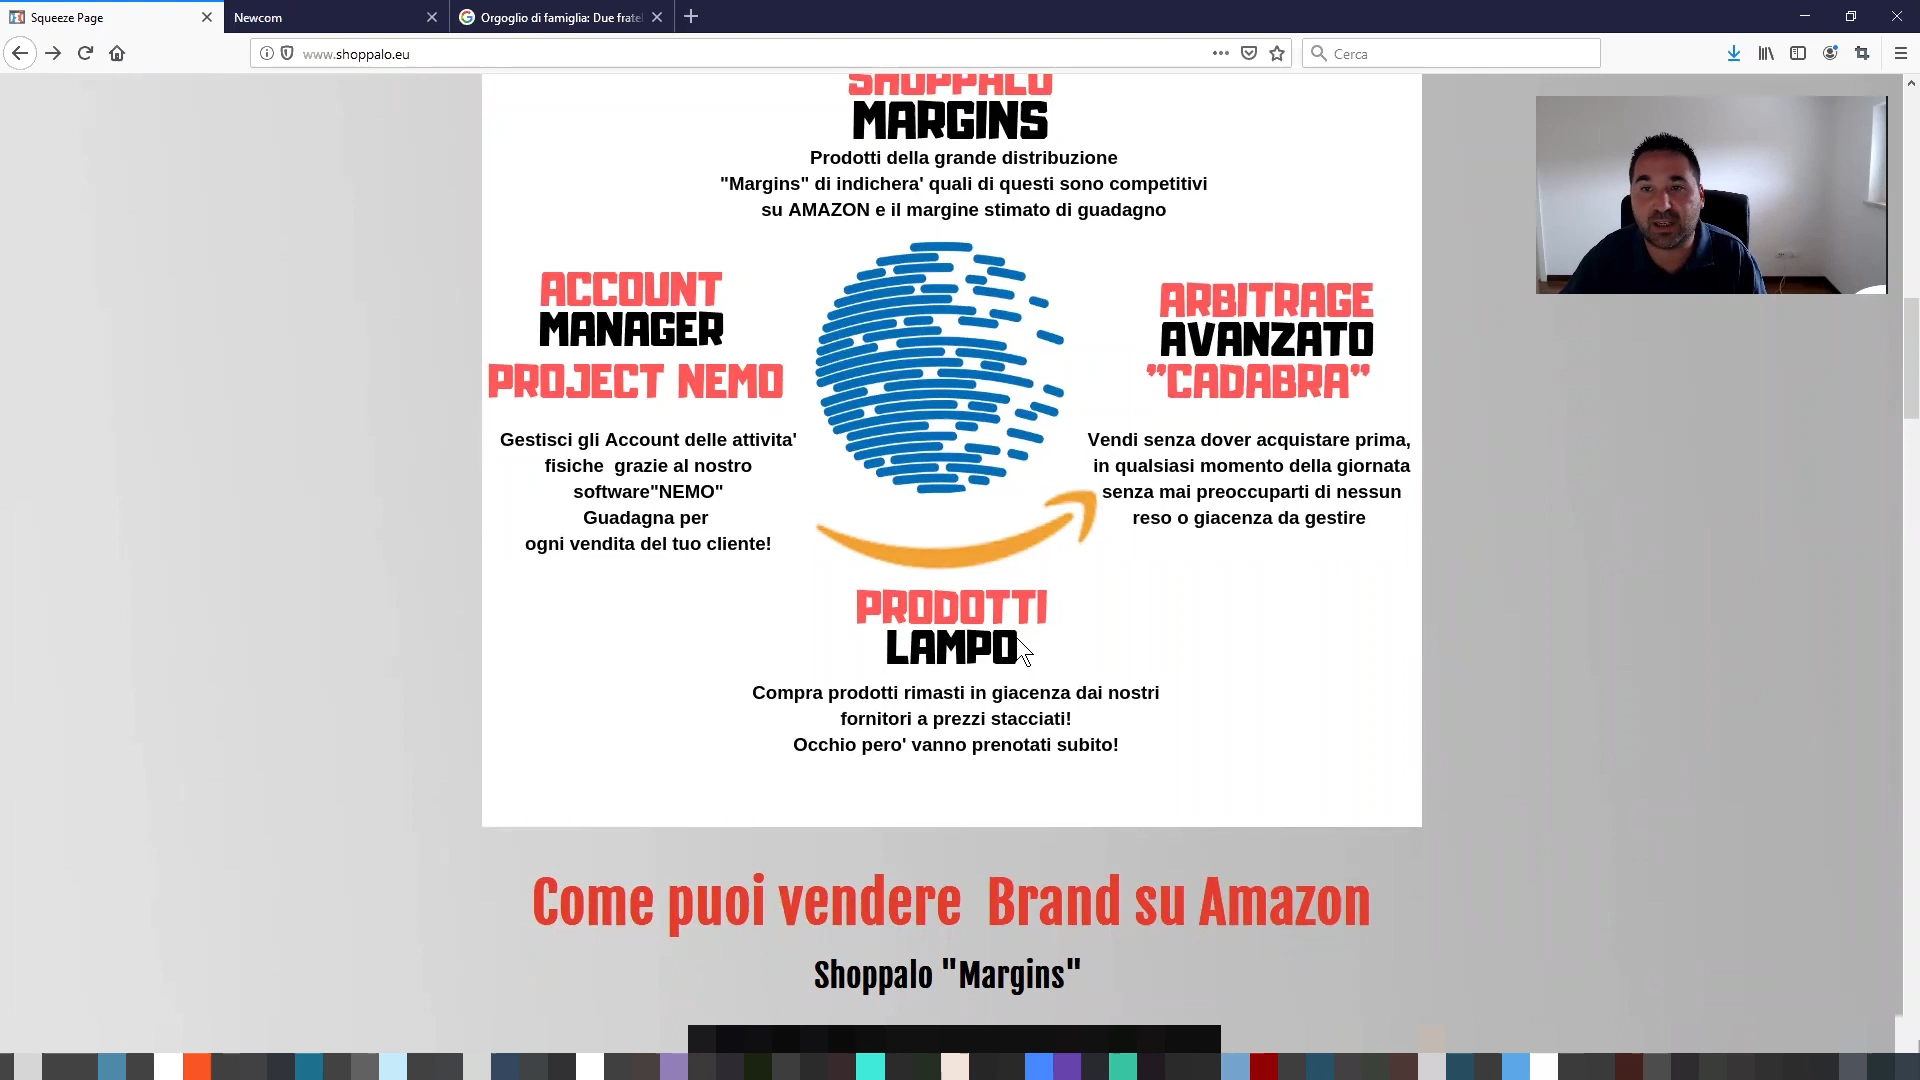 Squeeze Page
Newcom
Orgoglio di famiglia: Due frate
www.shoppalo.eu
Cerca
SHOPPALO
MARGINS
Prodotti della grande distribuzione
"Margins" di indichera' quali di questi sono competitivi
su AMAZON e il margine stimato di guadagno
ACCOUNT
MANAGER
PROJECT NEMO
Gestisci gli Account delle attivita'
fisiche grazie al nostro
software"NEMO"
Guadagna per
ogni vendita del tuo cliente!
ARBITRAGE
AVANZATO
"CADABRA"
Vendi senza dover acquistare prima,
in qualsiasi momento della giornata
senza mai preoccuparti di nessun
reso o giacenza da gestire
PRODOTTI
LAMPO
Compra prodotti rimasti in giacenza dai nostri
fornitori a prezzi stacciati!
Occhio pero' vanno prenotati subito!
Come puoi vendere Brand su Amazon
Shoppalo "Margins"